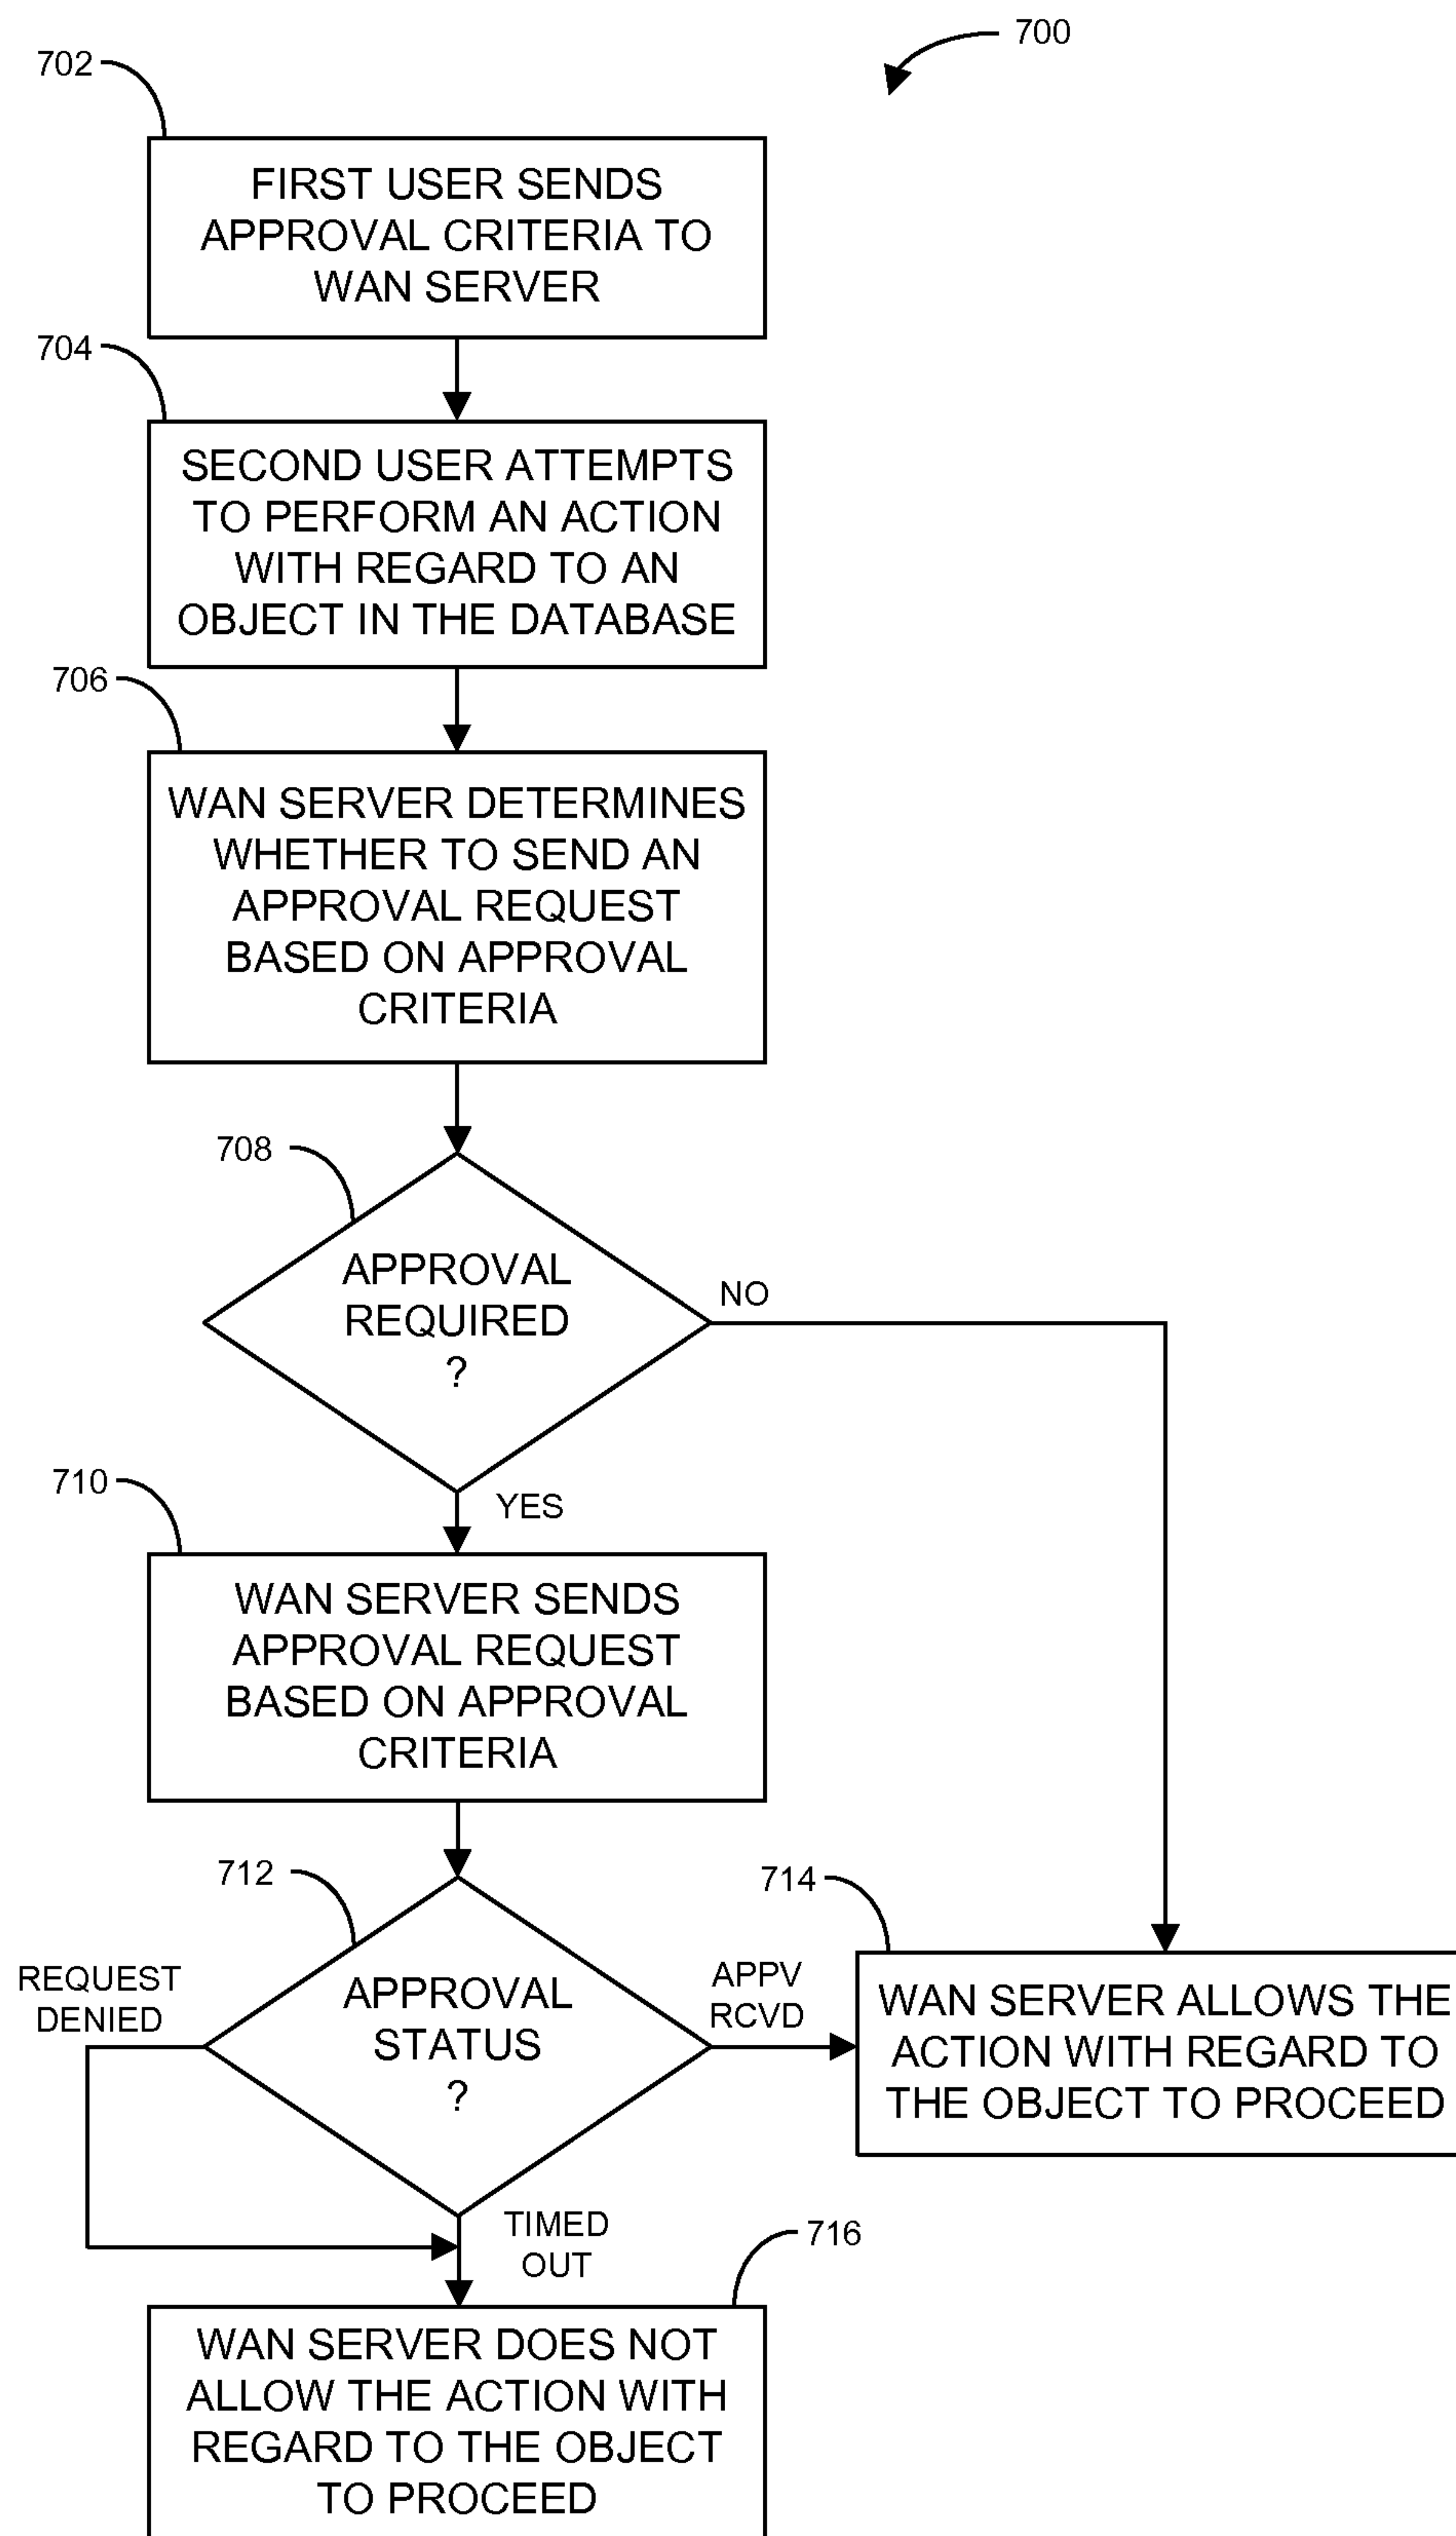 700
702
FIRST USER SENDS
APPROVAL CRITERIA TO
WAN SERVER
704
SECOND USER ATTEMPTS
TO PERFORM AN ACTION
WITH REGARD TO AN
OBJECT IN THE DATABASE
706
WAN SERVER DETERMINES
WHETHER TO SEND AN
APPROVAL REQUEST
BASED ON APPROVAL
CRITERIA
708
APPROVAL
REQUIRED
?
NO
YES
710
WAN SERVER SENDS
APPROVAL REQUEST
BASED ON APPROVAL
CRITERIA
712
APPROVAL
STATUS
?
REQUEST
DENIED
APPV
RCVD
714
WAN SERVER ALLOWS THE
ACTION WITH REGARD TO
THE OBJECT TO PROCEED
TIMED
OUT
716
WAN SERVER DOES NOT
ALLOW THE ACTION WITH
REGARD TO THE OBJECT
TO PROCEED